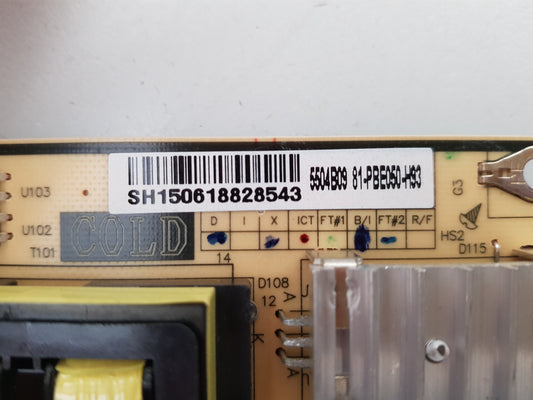 5504B09 81-PBE050-H93
SH150618828543
U103
G3
D I X ICT FT#1 B/I FT#2 R/F
U102
COLD
HS2
T101
D115
14
D108
12 A
J
K
A